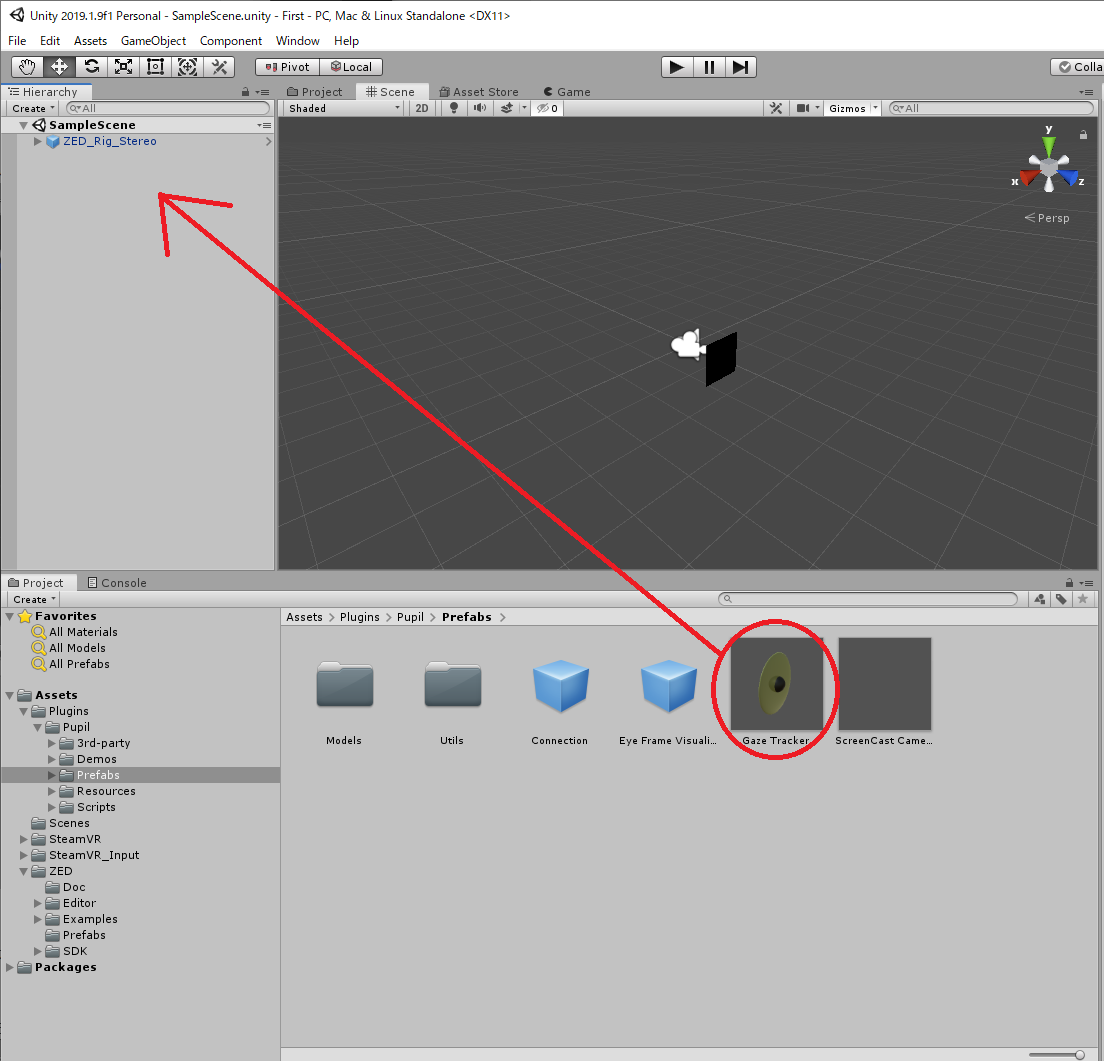 Unity 2019.1.9f1 Personal - SampleScene.unity - First - PC, Mac & Linux Standalone <DX11>
File Edit Assets GameObject Component Window Help
Pivot Local Colla
Hierarchy
Create All
SampleScene
ZED_Rig_Stereo
Project Scene Asset Store Game
Shaded 2D 0 Gizmos All
y
x z
Persp
Project Console
Create
Favorites
All Materials
All Models
All Prefabs
Assets
Plugins
Pupil
3rd-party
Demos
Prefabs
Resources
Scripts
Scenes
SteamVR
SteamVR_Input
ZED
Doc
Editor
Examples
Prefabs
SDK
Packages
Assets > Plugins > Pupil > Prefabs >
Models Utils Connection Eye Frame Visuali... Gaze Tracker ScreenCast Came...